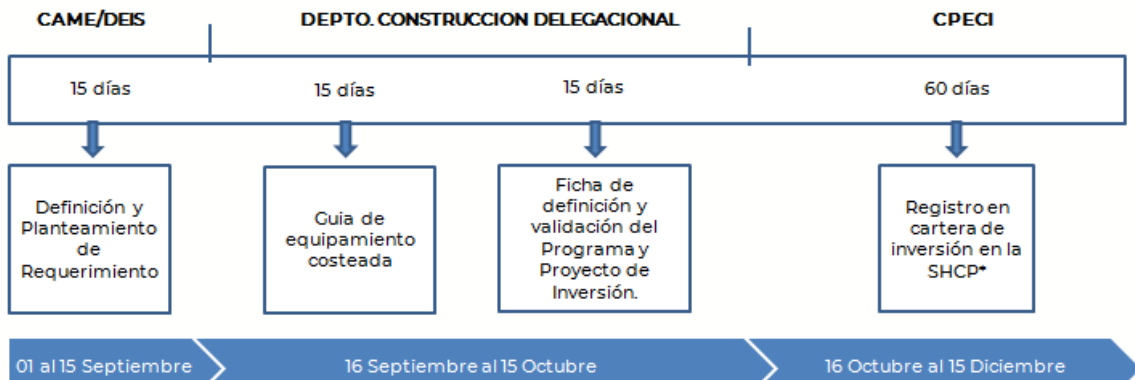 CAME/DEIS
DEPTO. CONSTRUCCION DELEGACIONAL
CPECI
15 días
15 días
15 días
60 días
Definición y
Planteamiento
de
Requerimiento
Guia de
equipamiento
costeada
Ficha de
definición y
validación del
Programa y
Proyecto de
Inversión.
Registro en
cartera de
inversión en la
SHCP*
01 al 15 Septiembre
16 Septiembre al 15 Octubre
16 Octubre al 15 Diciembre